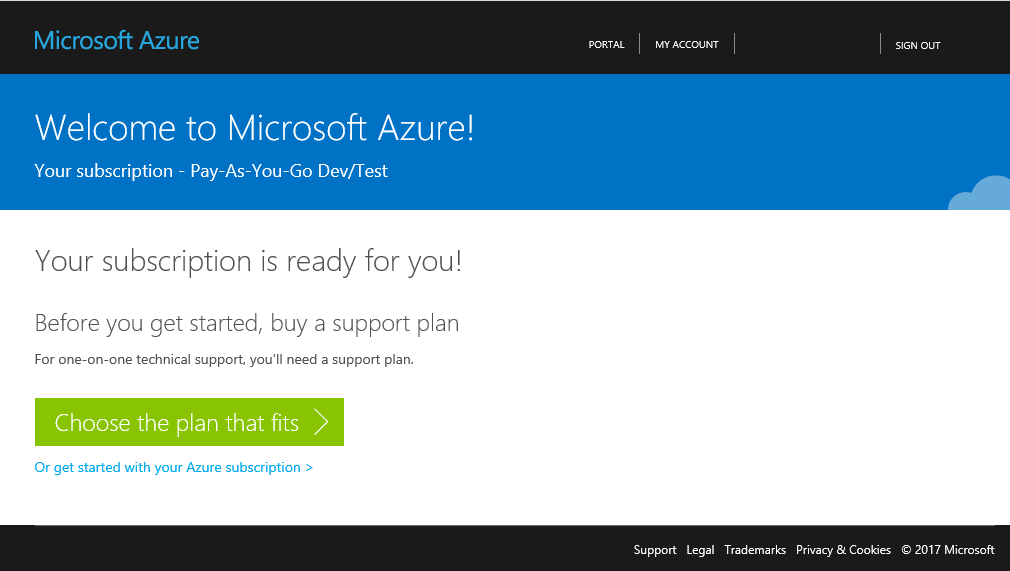 Microsoft Azure
PORTAL
MY ACCOUNT
SIGN OUT
Welcome to Microsoft Azure!
Your subscription - Pay-As-You-Go Dev/Test
Your subscription is ready for you!
Before you get started, buy a support plan
For one-on-one technical support, you'll need a support plan.
Choose the plan that fits
Or get started with your Azure subscription >
Support Legal Trademarks Privacy & Cookies © 2017 Microsoft